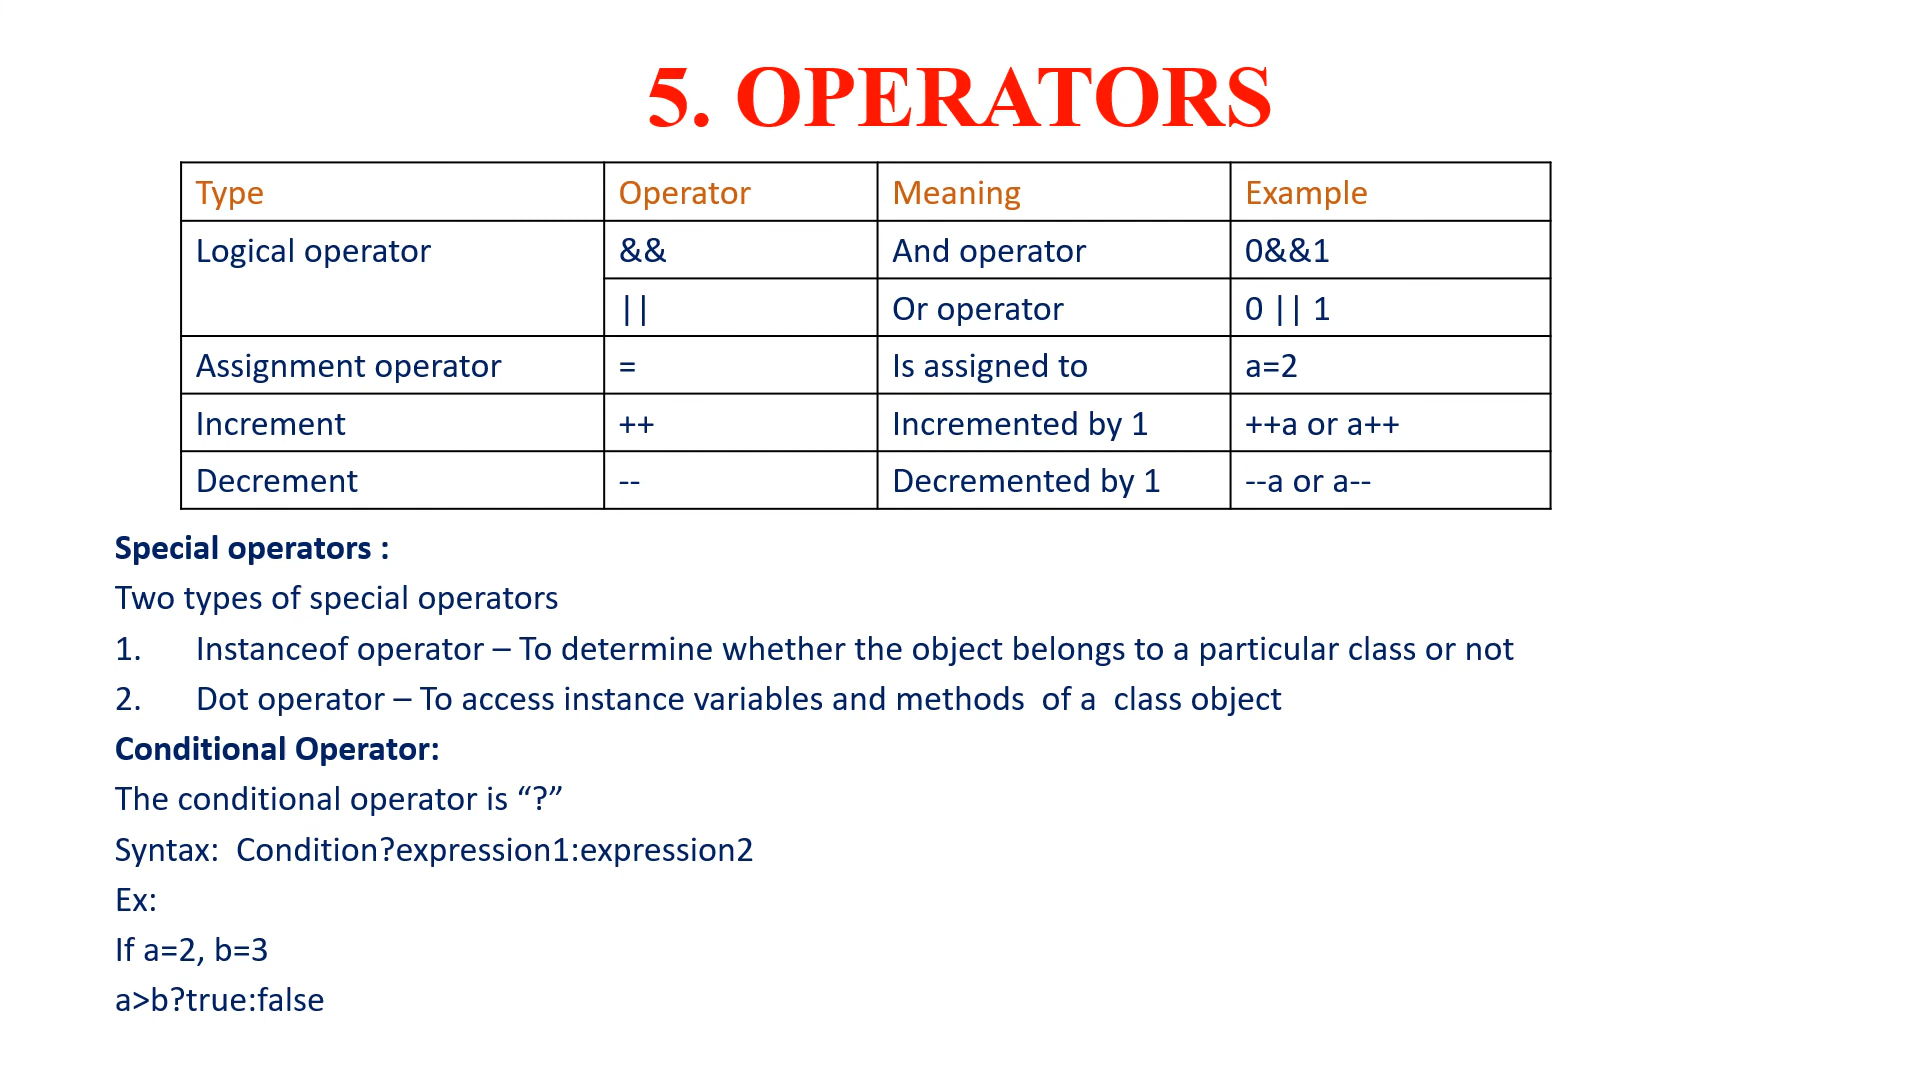 5. OPERATORS
Type Operator Meaning Example
Logical operator && And operator 0&&1
|| Or operator 0 || 1
Assignment operator = Is assigned to a=2
Increment ++ Incremented by 1 ++a or a++
Decrement -- Decremented by 1 --a or a--
Special operators :
Two types of special operators
1. Instanceof operator – To determine whether the object belongs to a particular class or not
2. Dot operator – To access instance variables and methods of a class object
Conditional Operator:
The conditional operator is “?”
Syntax: Condition?expression1:expression2
Ex:
If a=2, b=3
a>b?true:false